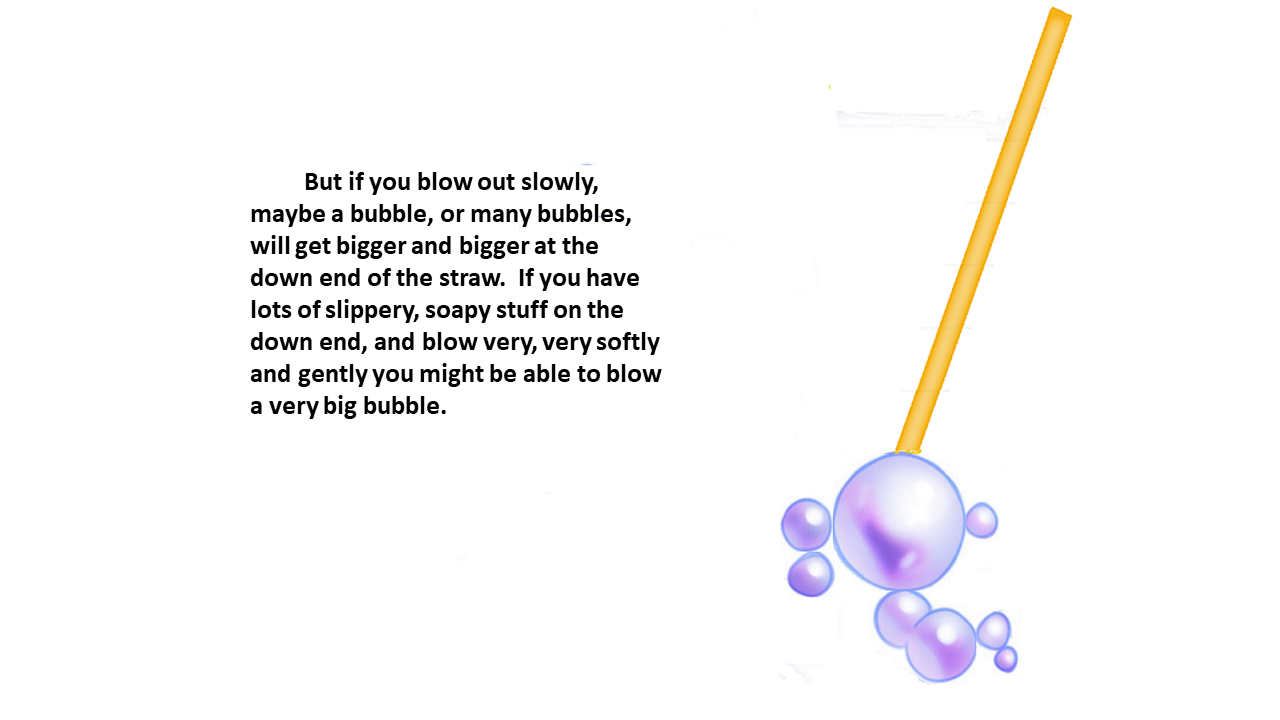 But if you blow out slowly,
maybe a bubble, or many bubbles,
will get bigger and bigger at the
down end of the straw.  If you have
lots of slippery, soapy stuff on the
down end, and blow very, very softly
and gently you might be able to blow
a very big bubble.